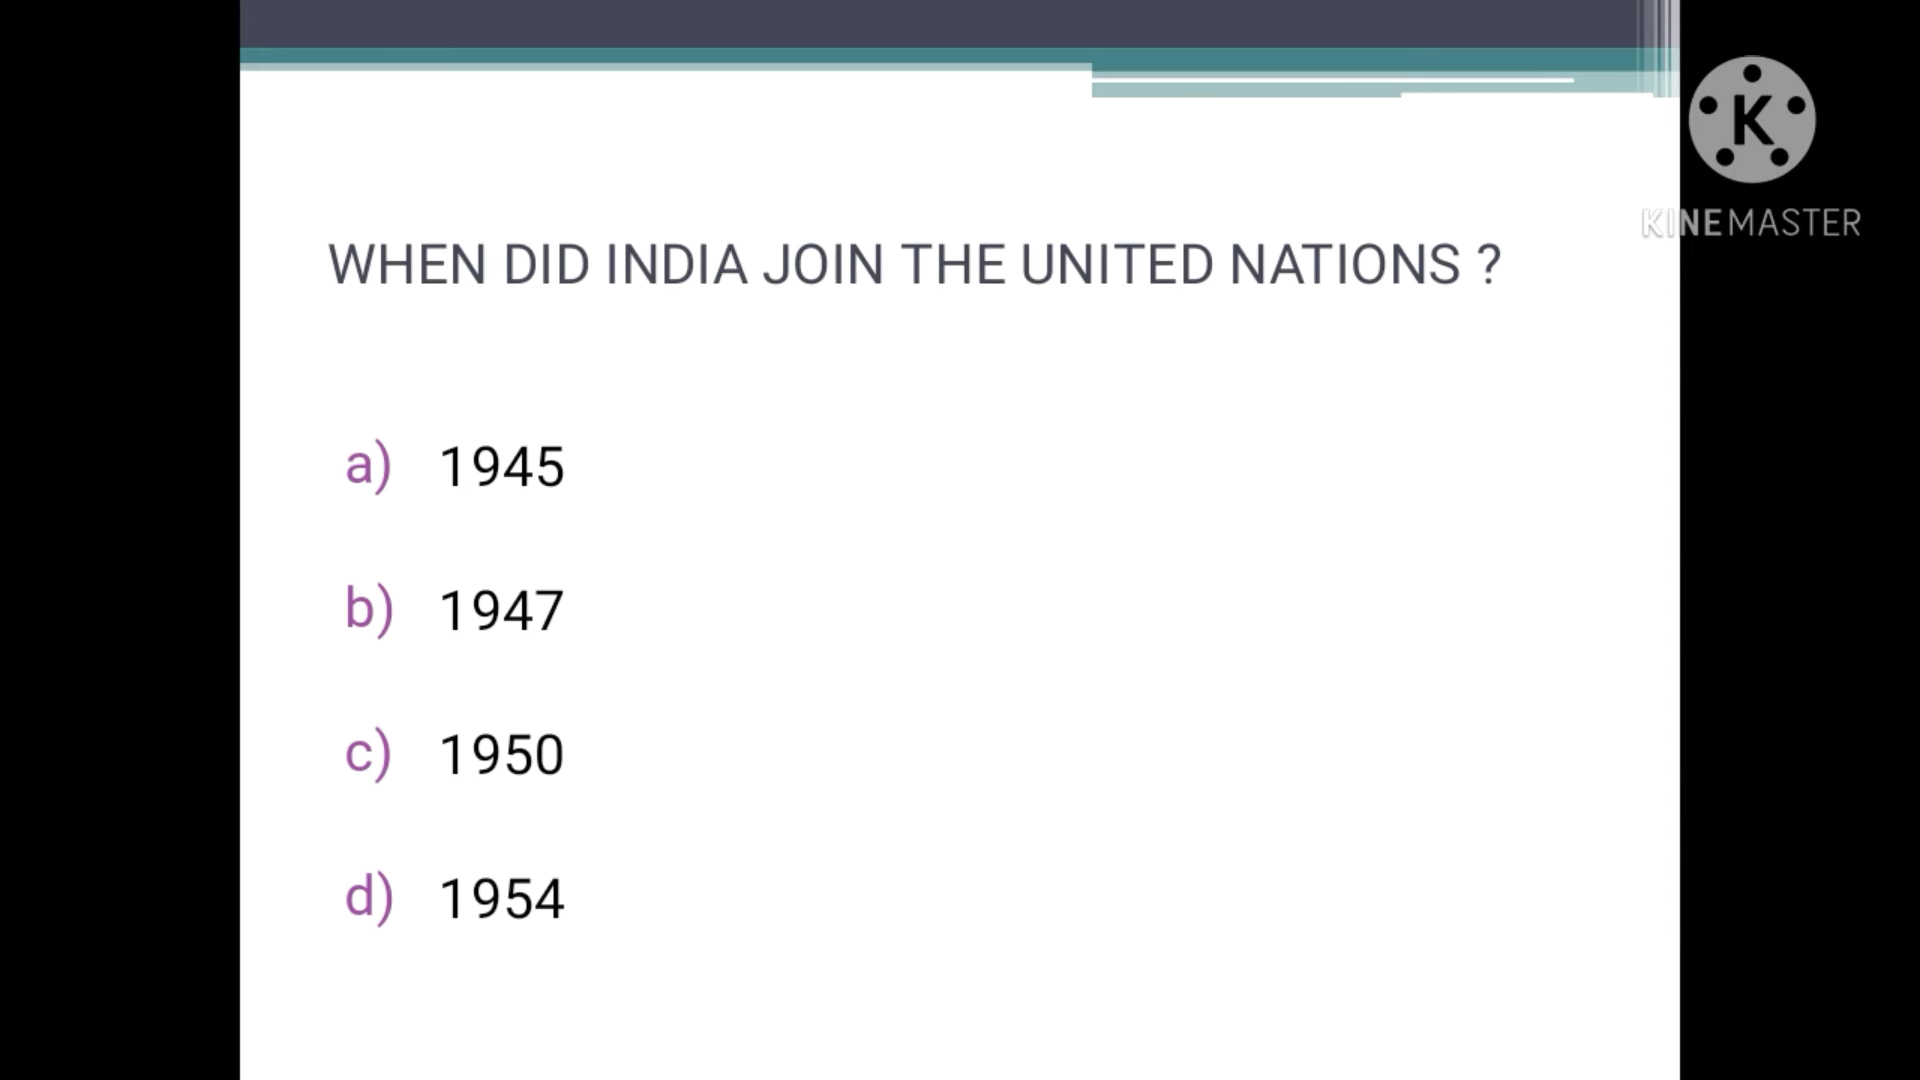 WHEN DID INDIA JOIN THE UNITED NATIONS ?
a) 1945
b) 1947
c) 1950
d) 1954
K
KINEMASTER